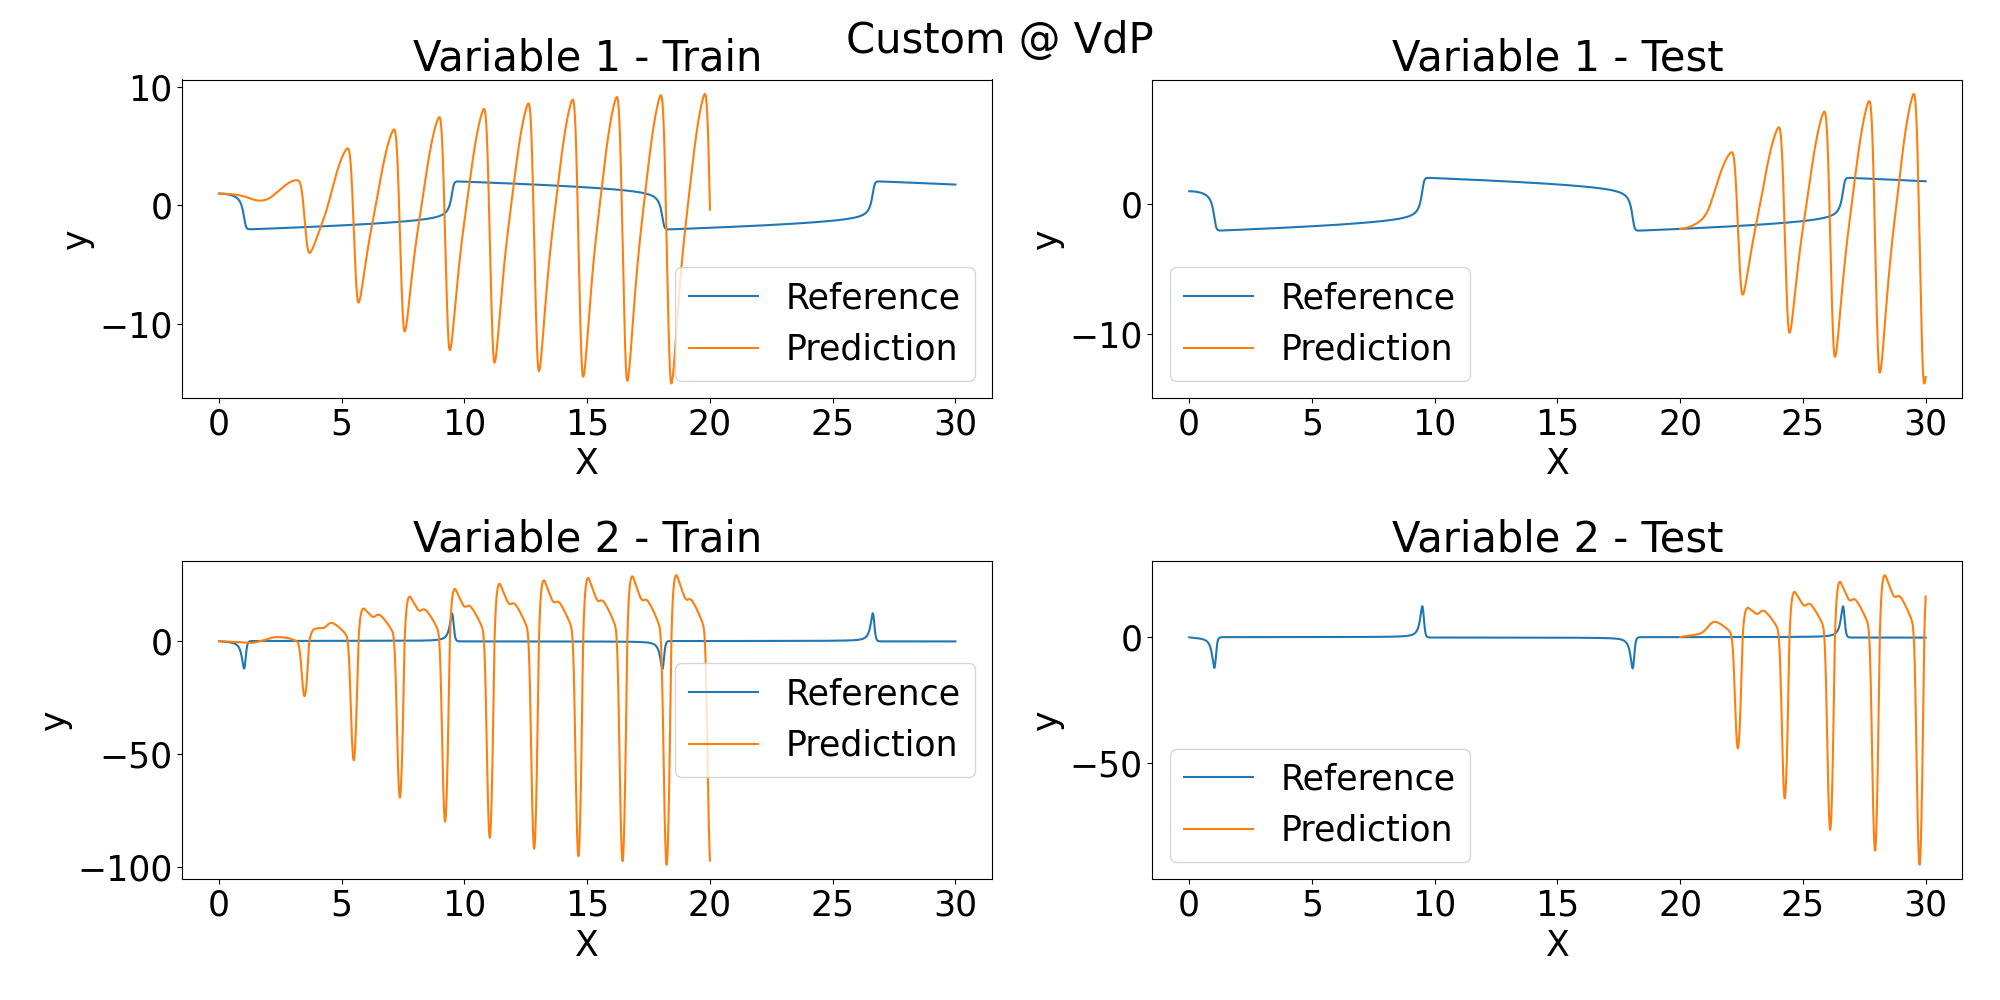 Custom @ VdP
Variable 1 - Train
10
0
−10
y
0 5 10 15 20 25 30
X
Reference
Prediction
Variable 1 - Test
0
−10
y
0 5 10 15 20 25 30
X
Reference
Prediction
Variable 2 - Train
0
−50
−100
y
0 5 10 15 20 25 30
X
Reference
Prediction
Variable 2 - Test
0
−50
y
0 5 10 15 20 25 30
X
Reference
Prediction